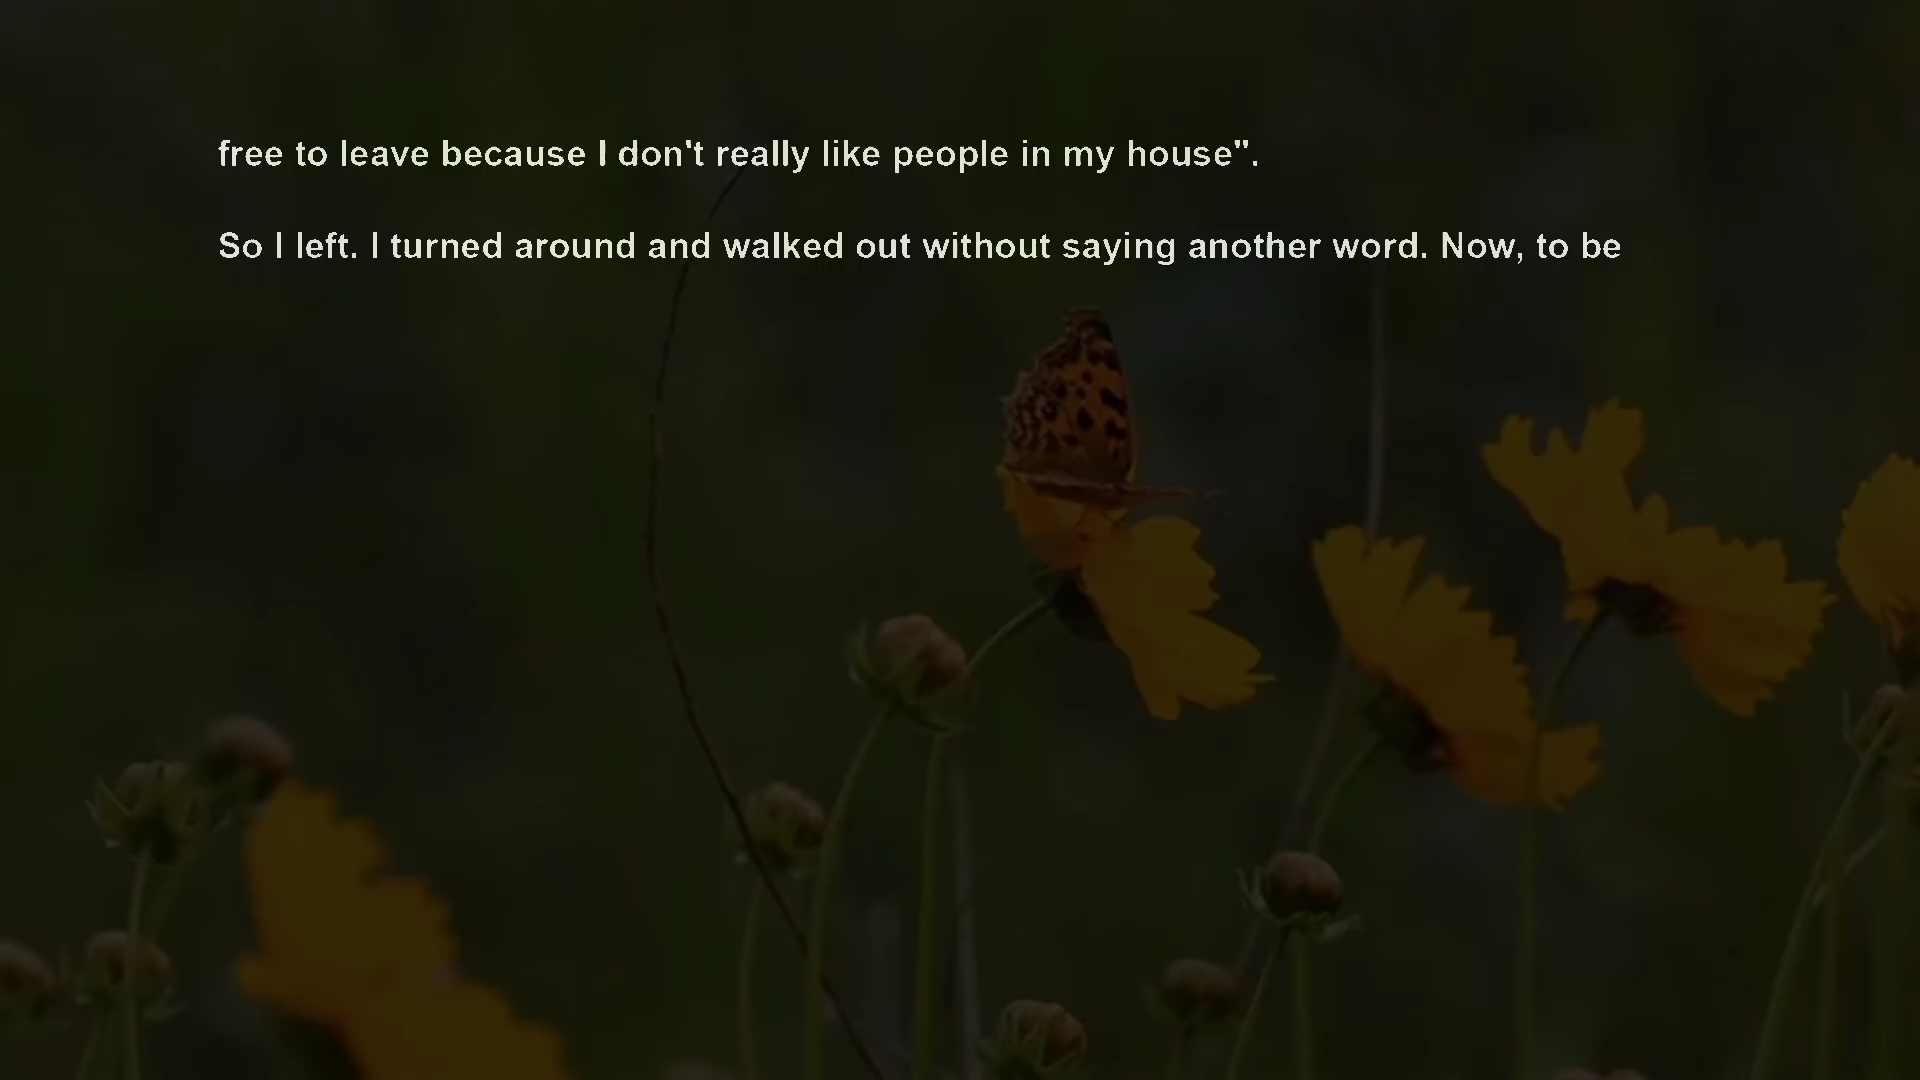 free to leave because I don't really like people in my house".
So I left. I turned around and walked out without saying another word. Now, to be